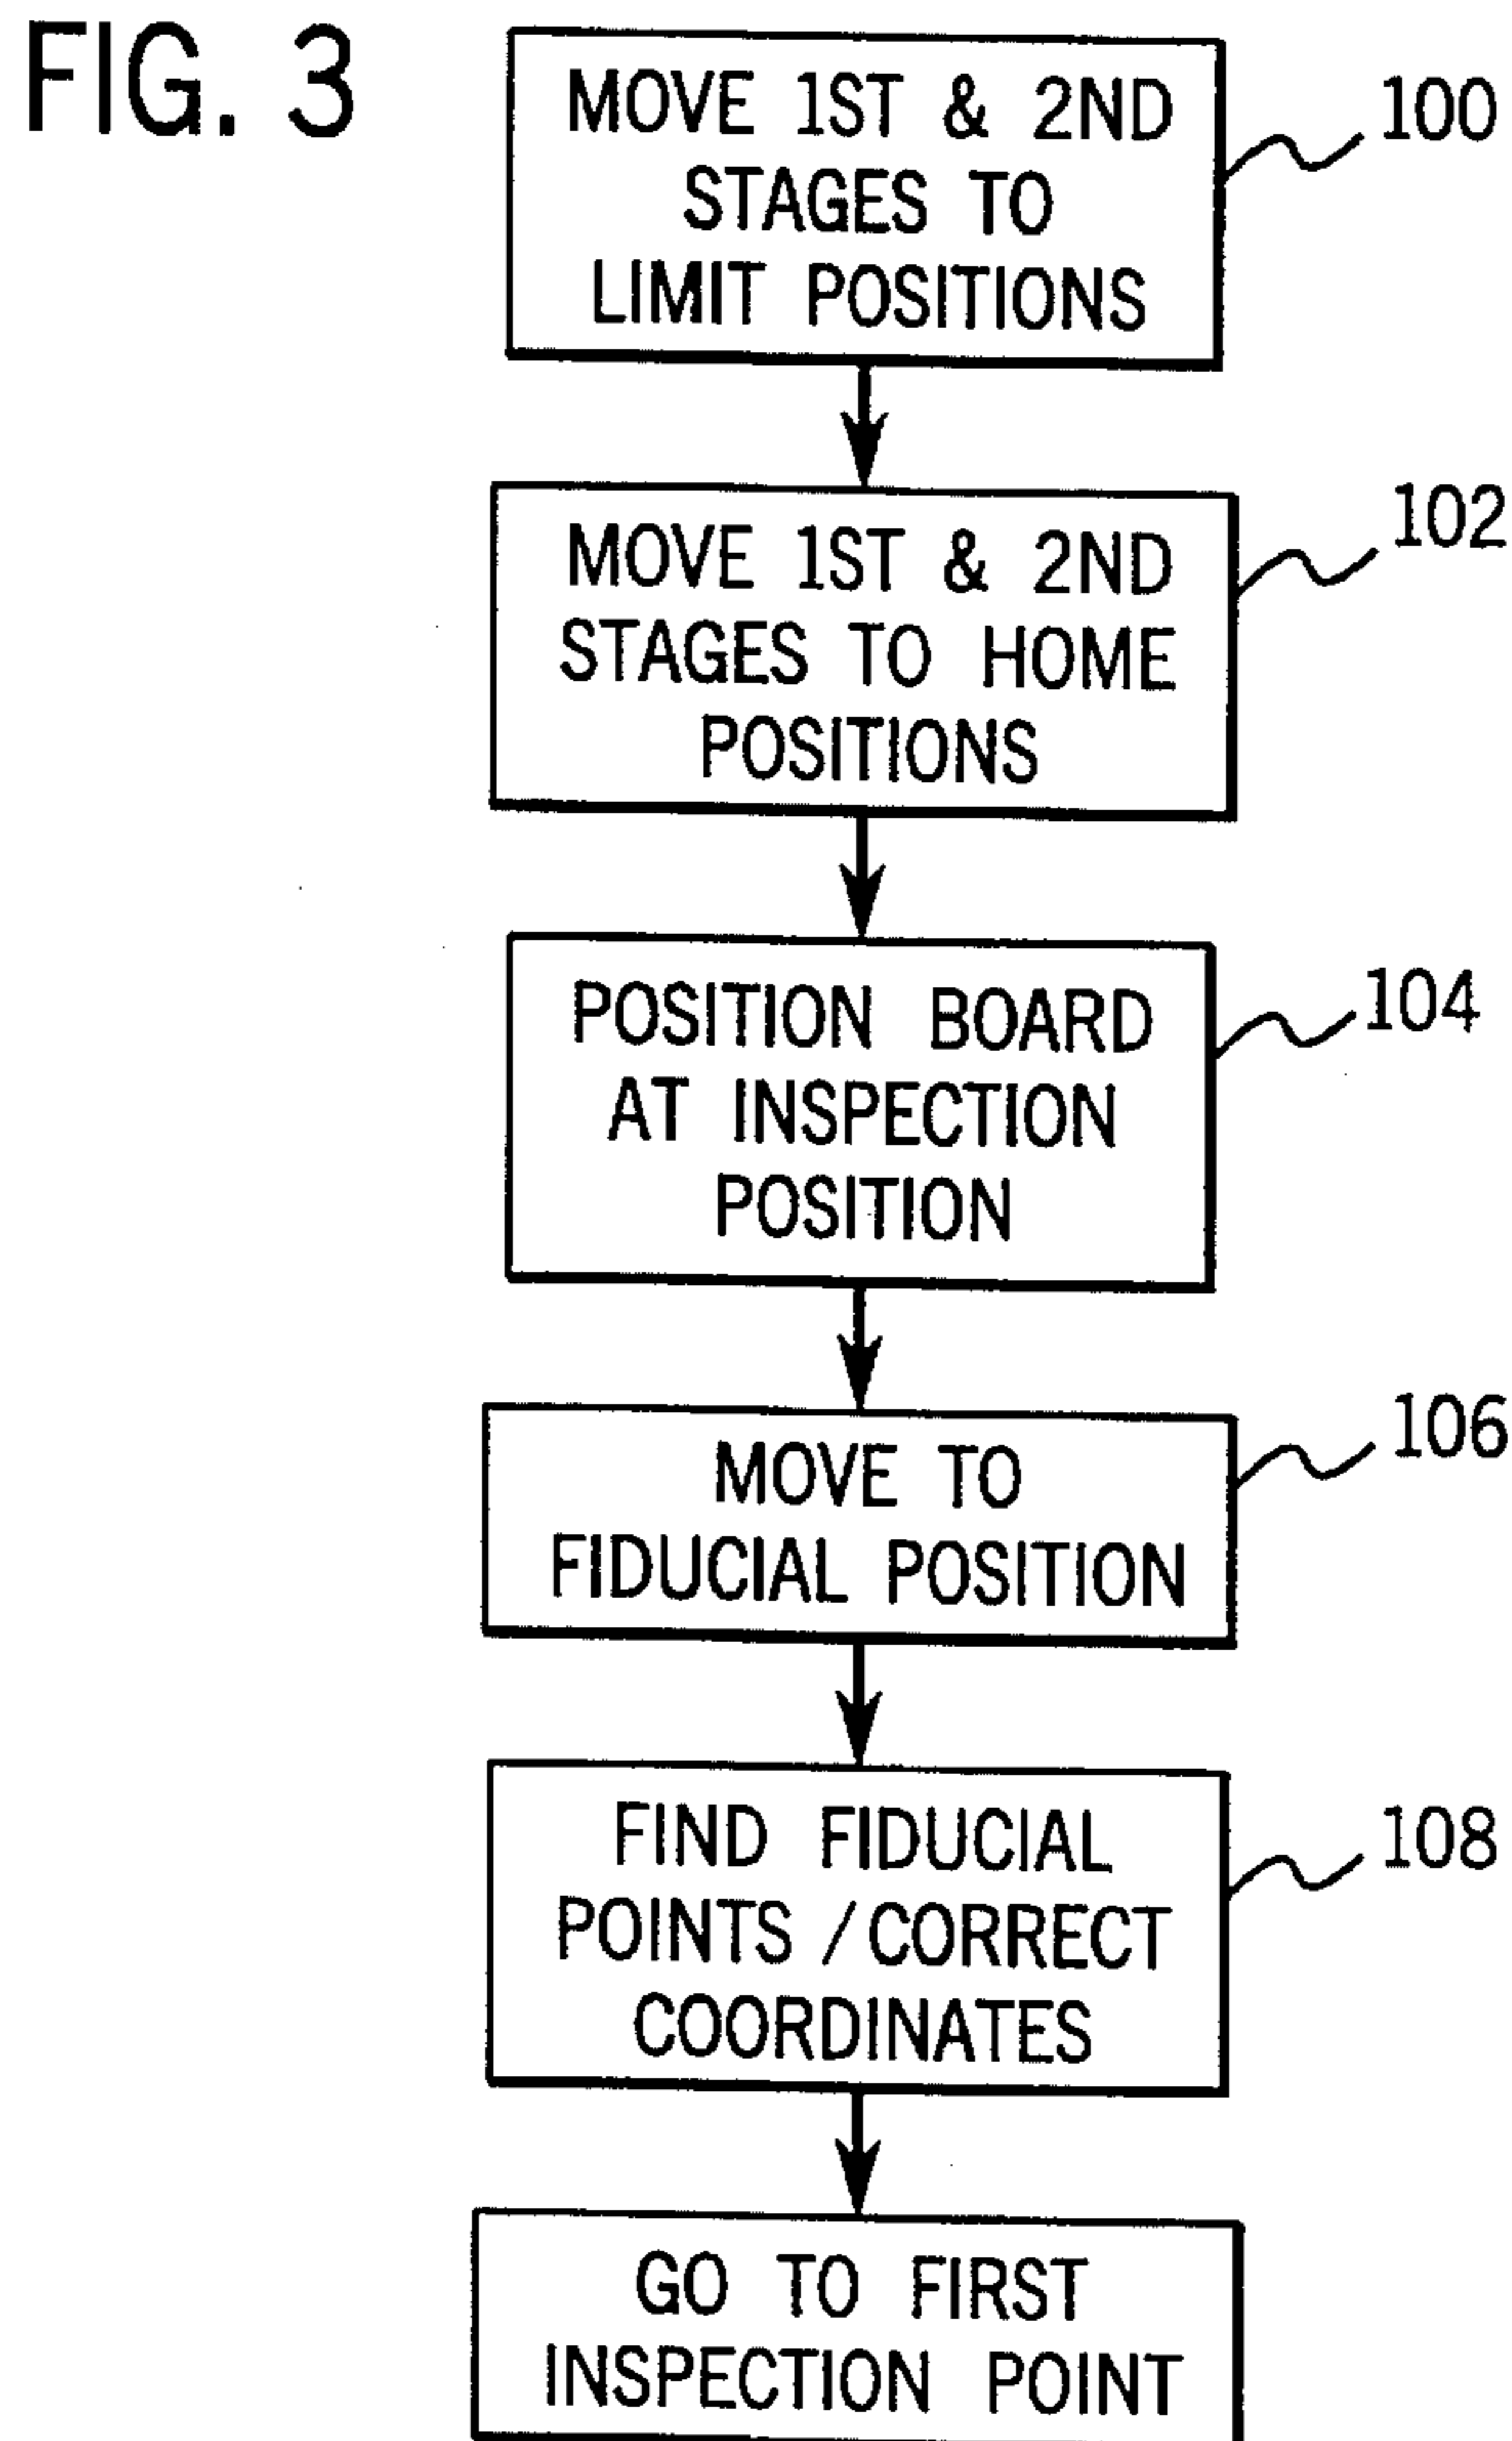 FIG. 3
MOVE 1ST & 2ND
STAGES TO
LIMIT POSITIONS
100
MOVE 1ST & 2ND
STAGES TO HOME
POSITIONS
102
POSITION BOARD
AT INSPECTION
POSITION
104
MOVE TO
FIDUCIAL POSITION
106
FIND FIDUCIAL
POINTS / CORRECT
COORDINATES
108
GO TO FIRST
INSPECTION POINT